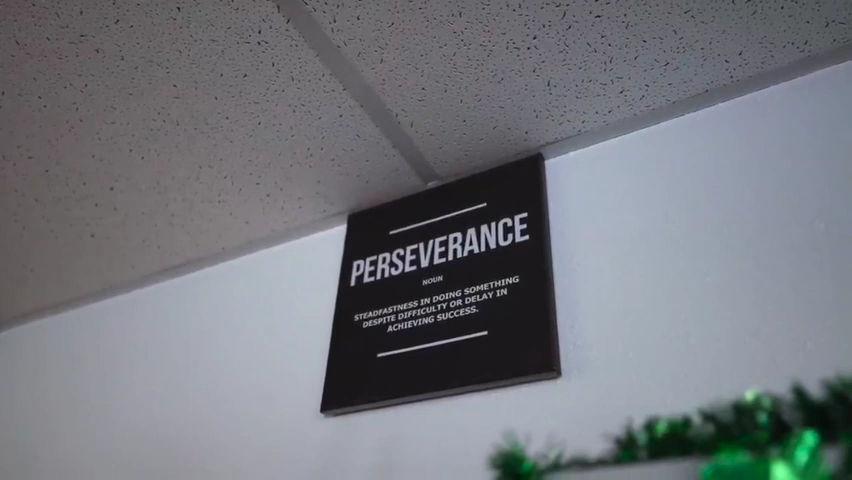 PERSEVERANCE
NOUN
STEADFASTNESS IN DOING SOMETHING
DESPITE DIFFICULTY OR DELAY IN
ACHIEVING SUCCESS.